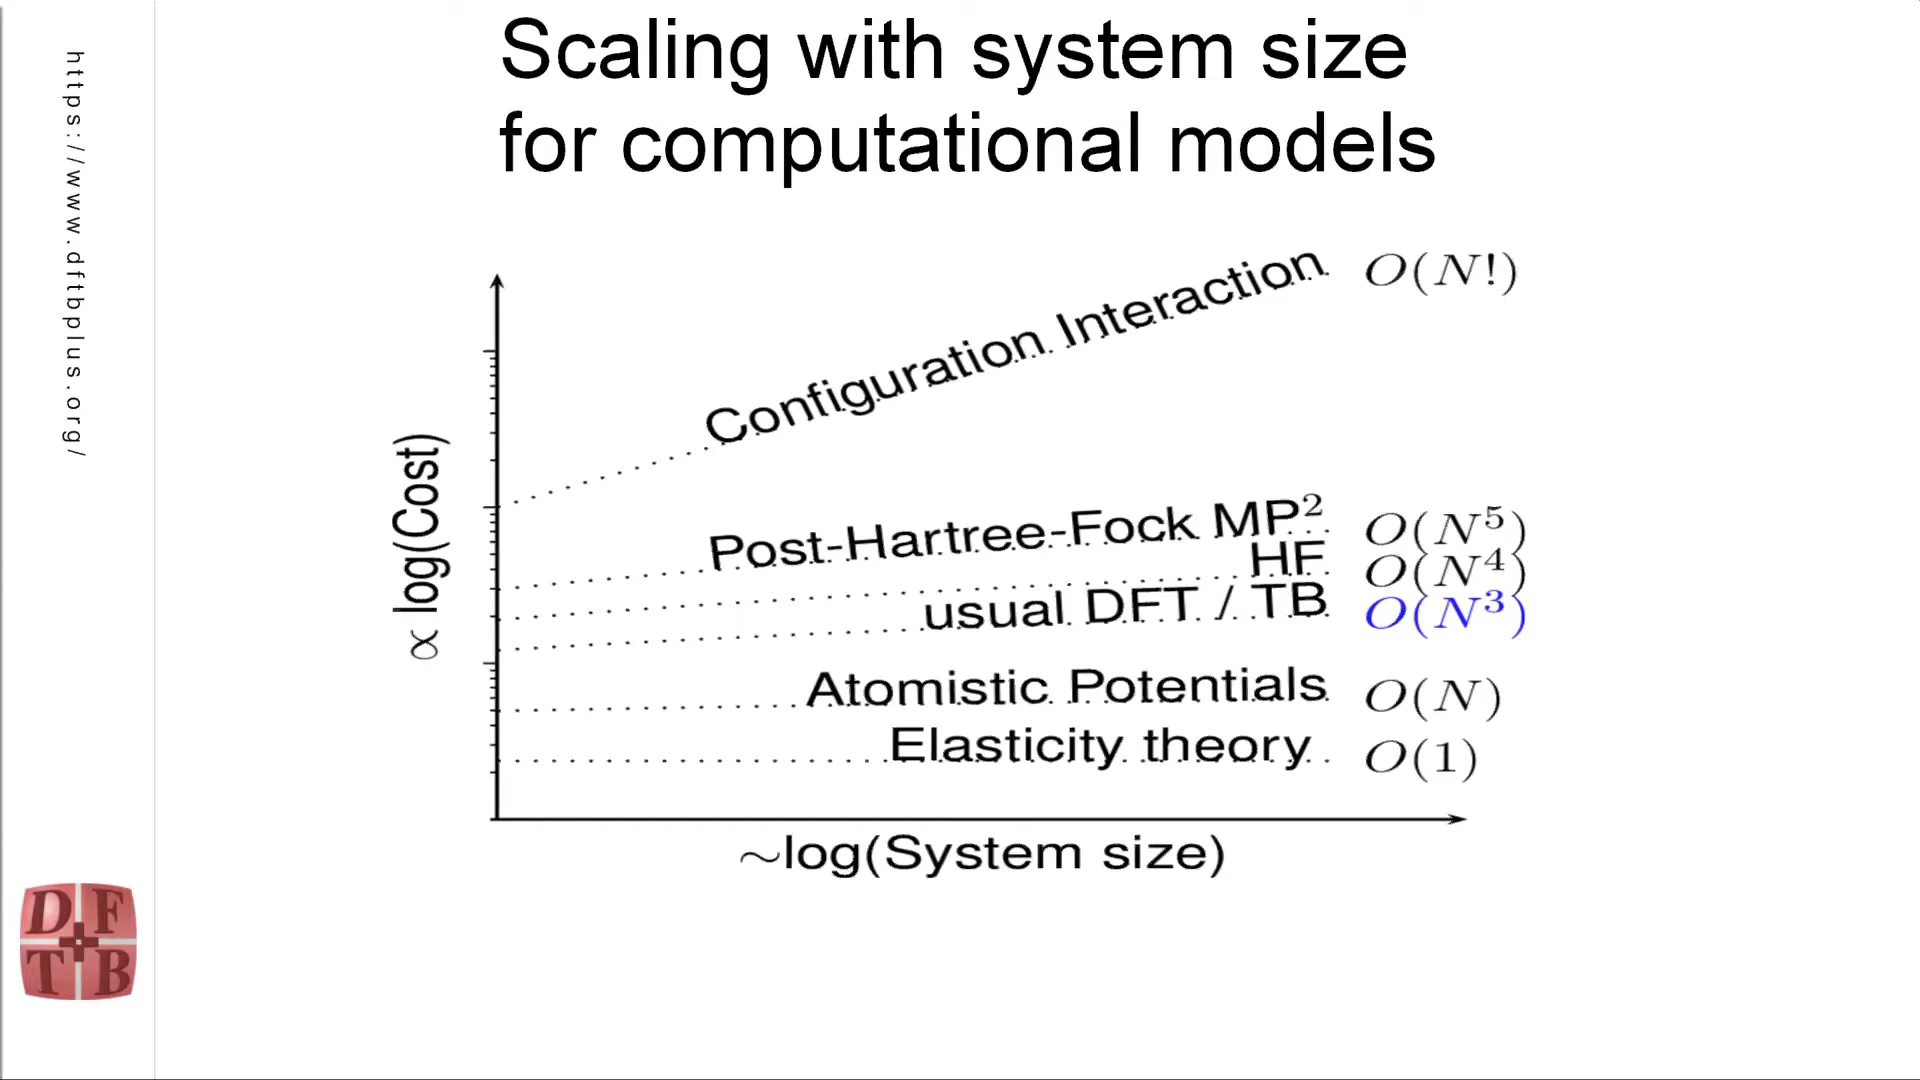 Scaling with system size
for computational models
https://www.dftbplus.org/
Configuration Interaction O(N!)
Post-Hartree-Fock MP² O(N⁵)
HF O(N⁴)
usual DFT / TB O(N³)
Atomistic Potentials O(N)
Elasticity theory O(1)
∝ log(Cost)
~log(System size)
D F
T B